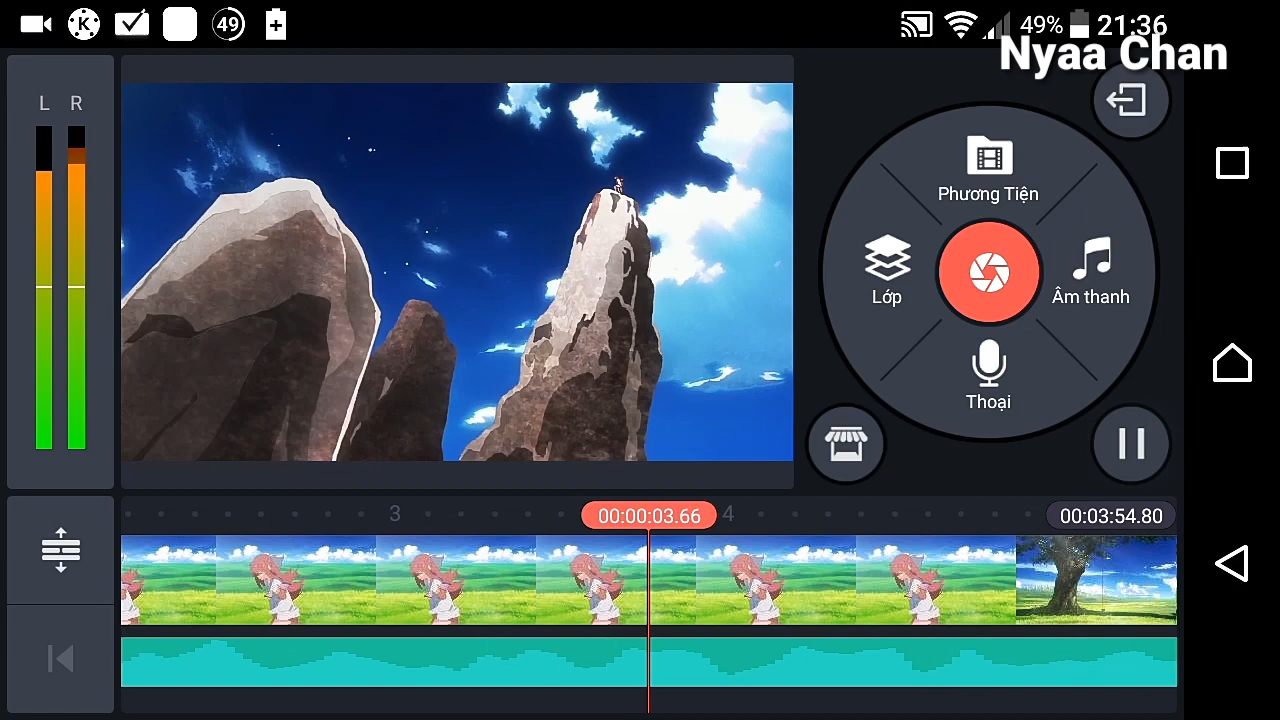 K
49
49%
21:36
Nyaa Chan
L R
Phương Tiện
Lớp
Âm thanh
Thoại
3
00:00:03.66
4
00:03:54.80